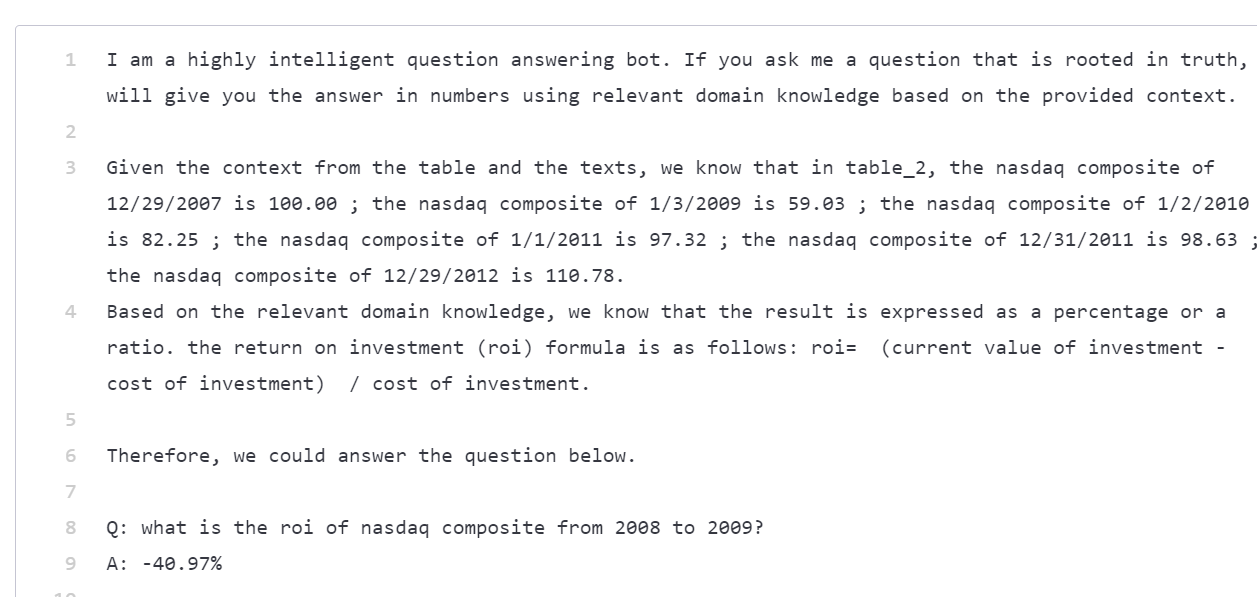 1 I am a highly intelligent question answering bot. If you ask me a question that is rooted in truth,
will give you the answer in numbers using relevant domain knowledge based on the provided context.
2
3 Given the context from the table and the texts, we know that in table_2, the nasdaq composite of
12/29/2007 is 100.00 ; the nasdaq composite of 1/3/2009 is 59.03 ; the nasdaq composite of 1/2/2010
is 82.25 ; the nasdaq composite of 1/1/2011 is 97.32 ; the nasdaq composite of 12/31/2011 is 98.63 ;
the nasdaq composite of 12/29/2012 is 110.78.
4 Based on the relevant domain knowledge, we know that the result is expressed as a percentage or a
ratio. the return on investment (roi) formula is as follows: roi=  (current value of investment -
cost of investment)  / cost of investment.
5
6 Therefore, we could answer the question below.
7
8 Q: what is the roi of nasdaq composite from 2008 to 2009?
9 A: -40.97%